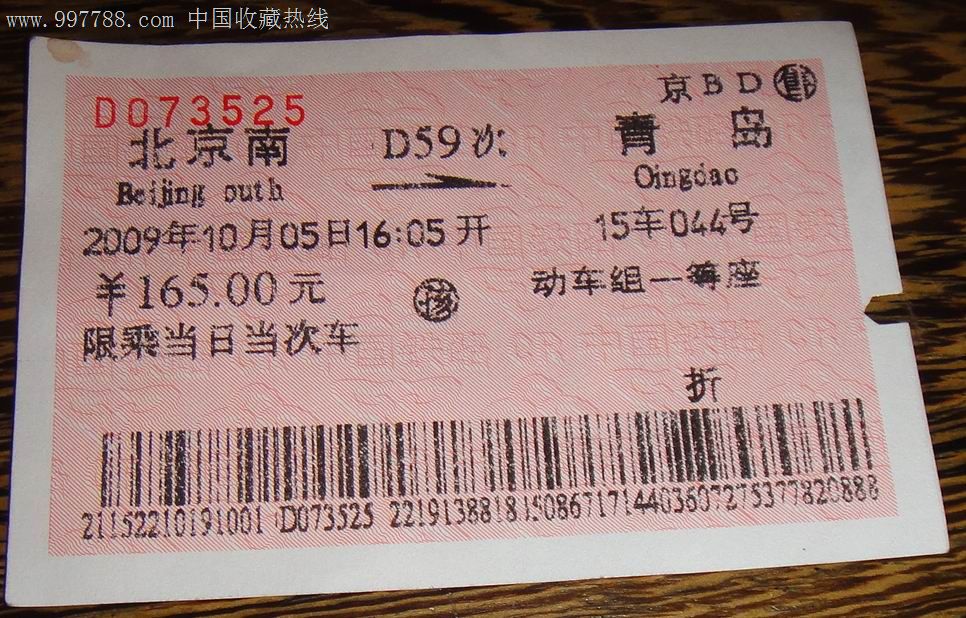 www.997788.com 中国收藏热线
京BD售
D073525
北京南 D59次 青岛
Beijing outh Qingdao
2009年10月05日16:05开 15车044号
￥165.00元 孩 动车组一等座
限乘当日当次车
折
21152210191001 D073525 22191388181508671714403607275377820888